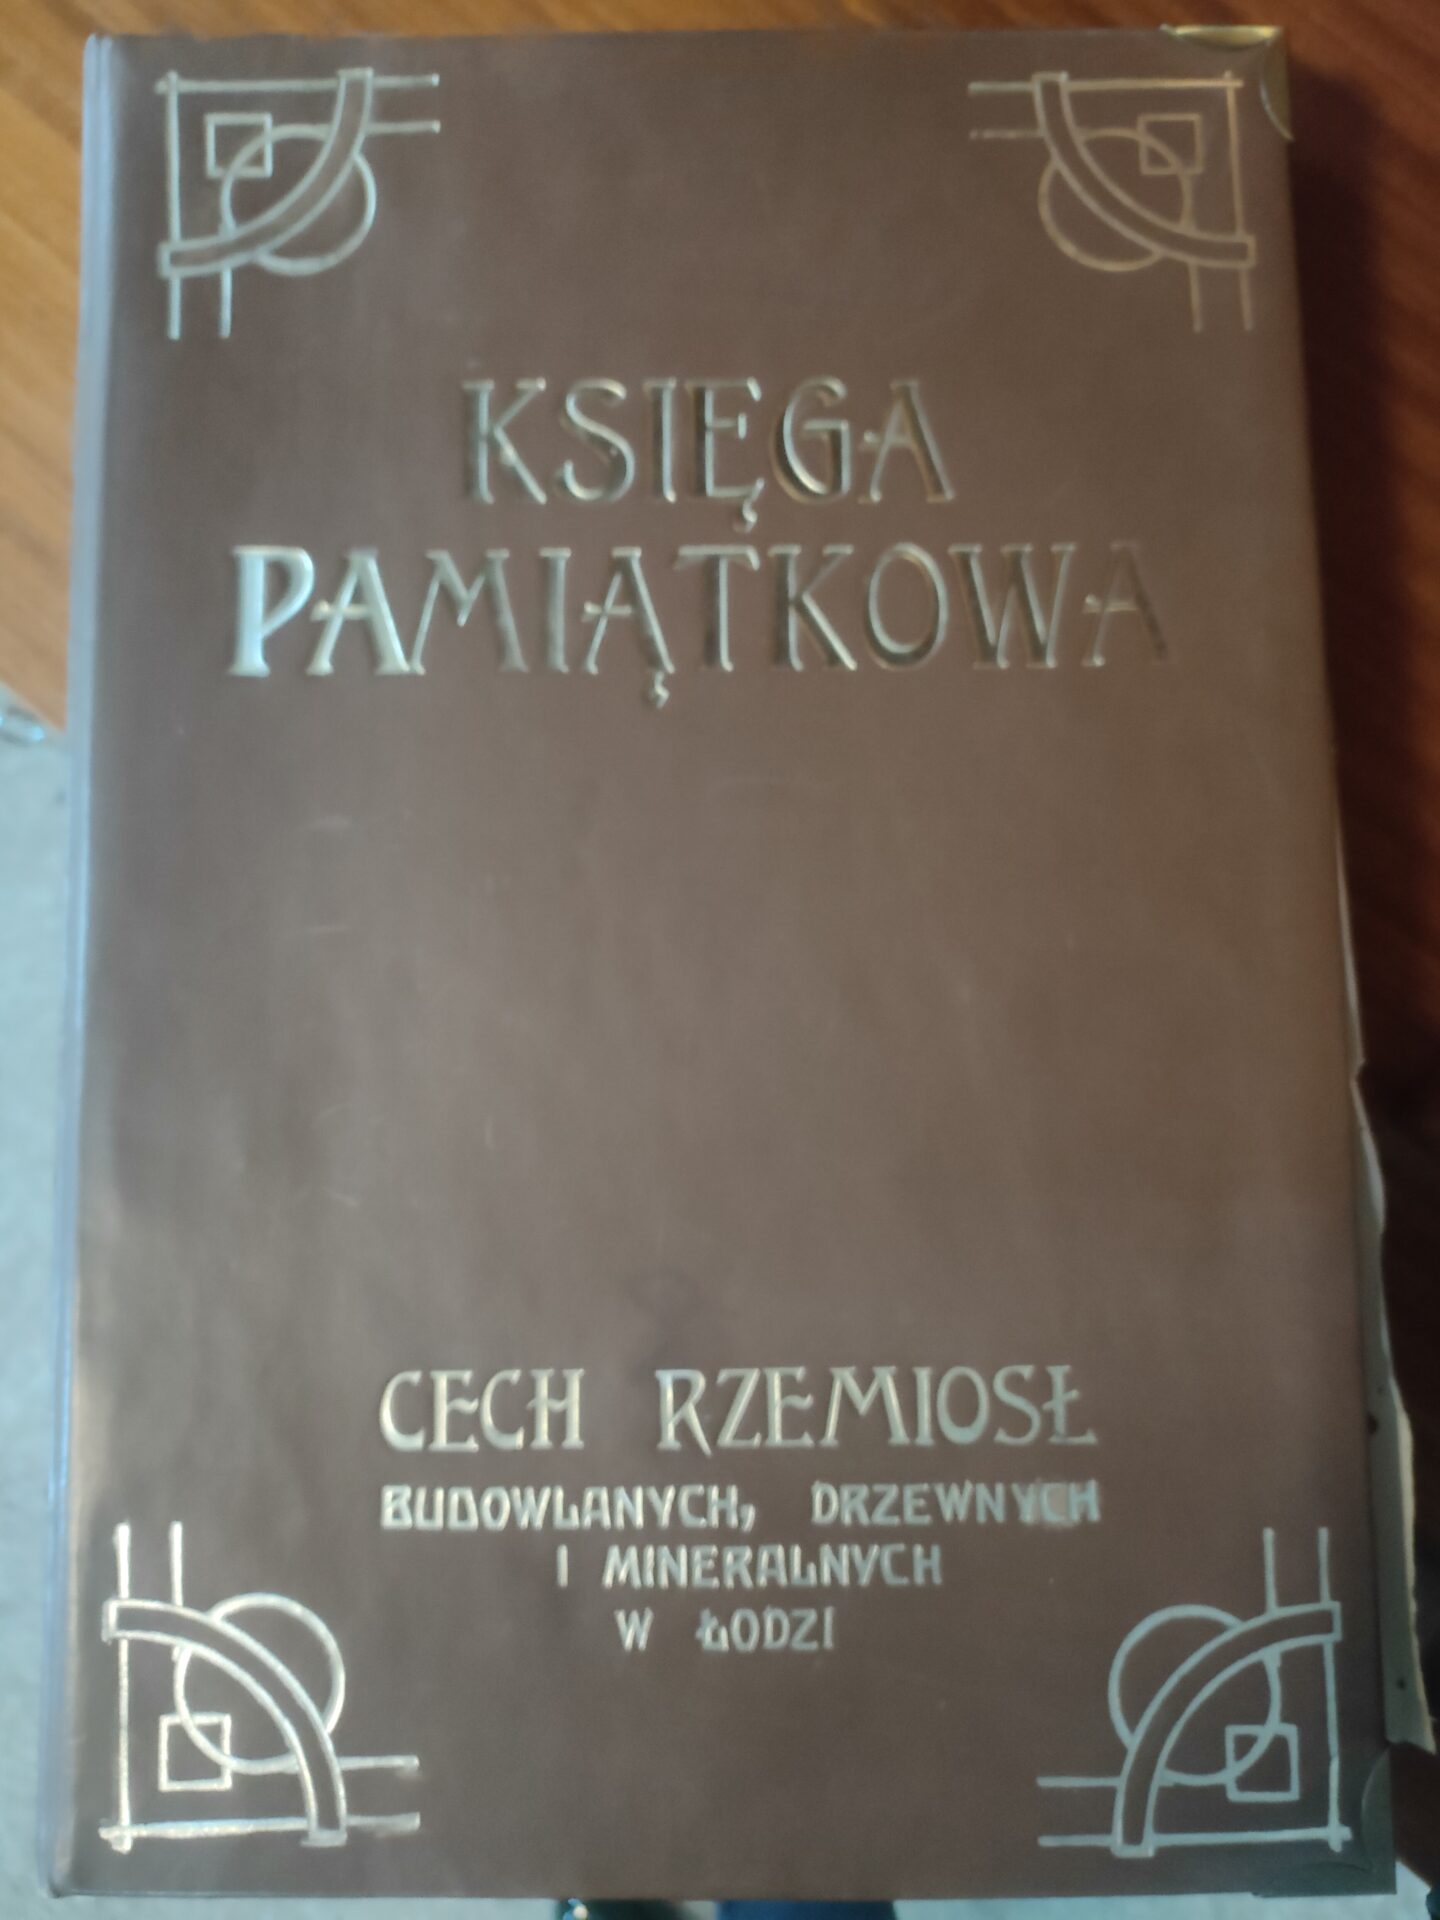 KSIĘGA
PAMIĄTKOWA
CECH RZEMIOSŁ
BUDOWLANYCH, DRZEWNYCH
I MINERALNYCH
W ŁODZI